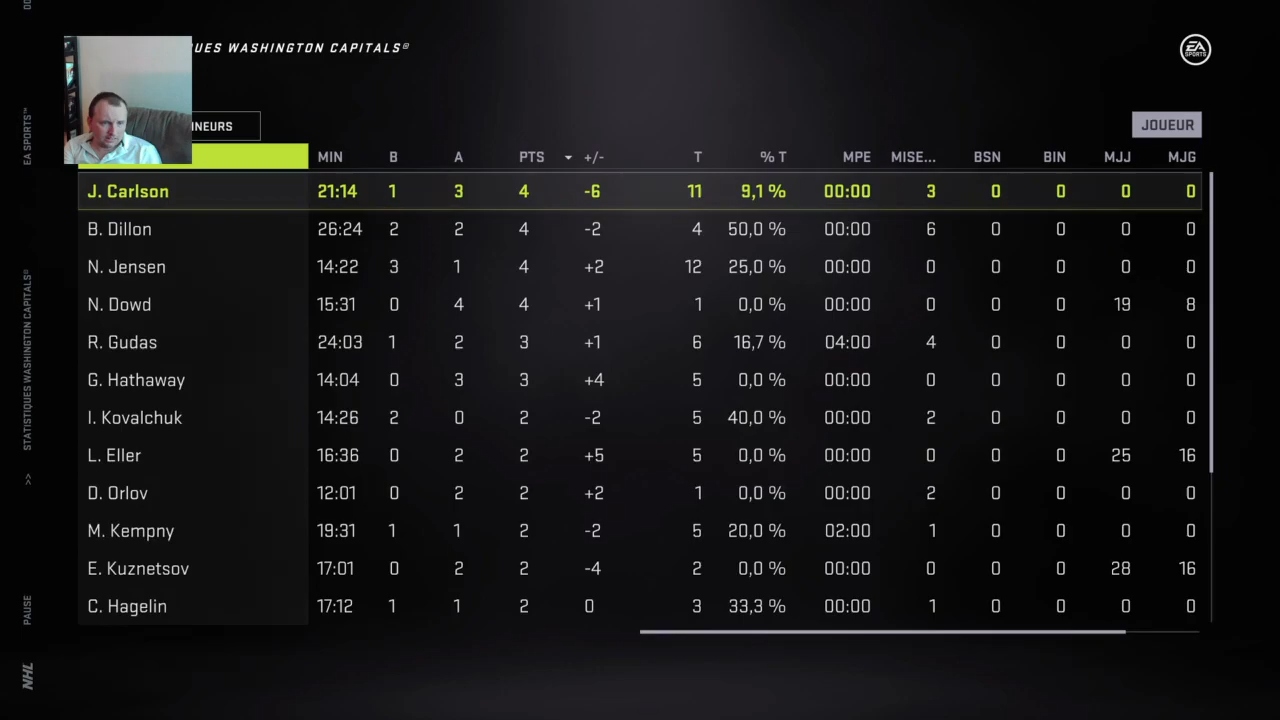 UES WASHINGTON CAPITALS®
EA SPORTS
NEURS
JOUEUR
MIN B A PTS +/- T % T MPE MISE... BSN BIN MJJ MJG
J. Carlson 21:14 1 3 4 -6 11 9,1 % 00:00 3 0 0 0 0
B. Dillon 26:24 2 2 4 -2 4 50,0 % 00:00 6 0 0 0 0
N. Jensen 14:22 3 1 4 +2 12 25,0 % 00:00 0 0 0 0 0
N. Dowd 15:31 0 4 4 +1 1 0,0 % 00:00 0 0 0 19 8
R. Gudas 24:03 1 2 3 +1 6 16,7 % 04:00 4 0 0 0 0
G. Hathaway 14:04 0 3 3 +4 5 0,0 % 00:00 0 0 0 0 0
I. Kovalchuk 14:26 2 0 2 -2 5 40,0 % 00:00 2 0 0 0 0
L. Eller 16:36 0 2 2 +5 5 0,0 % 00:00 0 0 0 25 16
D. Orlov 12:01 0 2 2 +2 1 0,0 % 00:00 2 0 0 0 0
M. Kempny 19:31 1 1 2 -2 5 20,0 % 02:00 1 0 0 0 0
E. Kuznetsov 17:01 0 2 2 -4 2 0,0 % 00:00 0 0 0 28 16
C. Hagelin 17:12 1 1 2 0 3 33,3 % 00:00 1 0 0 0 0
NHL
PAUSE
>> STATISTIQUES WASHINGTON CAPITALS®
EA SPORTS™